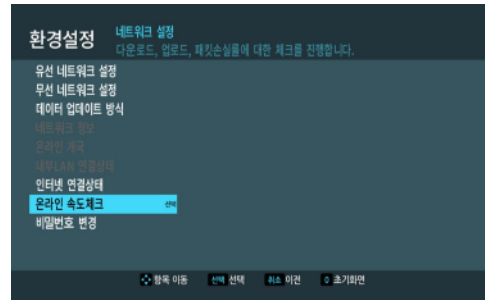 환경설정
네트워크 설정
다운로드, 업로드, 패킷손실률에 대한 체크를 진행합니다.
유선 네트워크 설정
무선 네트워크 설정
데이터 업데이트 방식
네트워크 정보
온라인 개국
내부LAN 연결상태
인터넷 연결상태
온라인 속도체크 선택
비밀번호 변경
항목 이동 선택 선택 취소 이전 0 초기화면